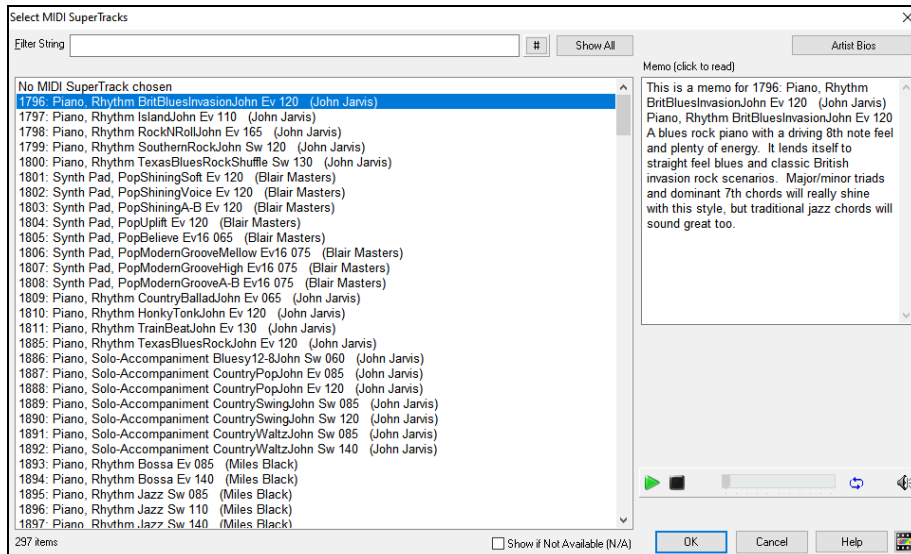 Select MIDI SuperTracks
Filter String
#
Show All
Artist Bios
Memo (click to read)
No MIDI SuperTrack chosen
1796: Piano, Rhythm BritBluesInvasionJohn Ev 120 (John Jarvis)
1797: Piano, Rhythm IslandJohn Ev 110 (John Jarvis)
1798: Piano, Rhythm RockNRollJohn Ev 165 (John Jarvis)
1799: Piano, Rhythm SouthernRockJohn Sw 120 (John Jarvis)
1800: Piano, Rhythm TexasBluesRockShuffle Sw 130 (John Jarvis)
1801: Synth Pad, PopShiningSoft Ev 120 (Blair Masters)
1802: Synth Pad, PopShiningVoice Ev 120 (Blair Masters)
1803: Synth Pad, PopShiningA-B Ev 120 (Blair Masters)
1804: Synth Pad, PopUplift Ev 120 (Blair Masters)
1805: Synth Pad, PopBelieve Ev16 065 (Blair Masters)
1806: Synth Pad, PopModernGrooveMellow Ev16 075 (Blair Masters)
1807: Synth Pad, PopModernGrooveHigh Ev16 075 (Blair Masters)
1808: Synth Pad, PopModernGrooveA-B Ev16 075 (Blair Masters)
1809: Piano, Rhythm CountryBalladJohn Ev 065 (John Jarvis)
1810: Piano, Rhythm HonkyTonkJohn Ev 120 (John Jarvis)
1811: Piano, Rhythm TrainBeatJohn Ev 130 (John Jarvis)
1885: Piano, Rhythm TexasBluesRockJohn Ev 120 (John Jarvis)
1886: Piano, Solo-Accompaniment Bluesy12-8John Sw 060 (John Jarvis)
1887: Piano, Solo-Accompaniment CountryPopJohn Ev 085 (John Jarvis)
1888: Piano, Solo-Accompaniment CountryPopJohn Ev 120 (John Jarvis)
1889: Piano, Solo-Accompaniment CountrySwingJohn Sw 085 (John Jarvis)
1890: Piano, Solo-Accompaniment CountrySwingJohn Sw 120 (John Jarvis)
1891: Piano, Solo-Accompaniment CountryWaltzJohn Sw 085 (John Jarvis)
1892: Piano, Solo-Accompaniment CountryWaltzJohn Sw 140 (John Jarvis)
1893: Piano, Rhythm Bossa Ev 085 (Miles Black)
1894: Piano, Rhythm Bossa Ev 140 (Miles Black)
1895: Piano, Rhythm Jazz Sw 085 (Miles Black)
1896: Piano, Rhythm Jazz Sw 110 (Miles Black)
1897: Piano, Rhythm Jazz Sw 140 (Miles Black)
This is a memo for 1796: Piano, Rhythm
BritBluesInvasionJohn Ev 120 (John Jarvis)
Piano, Rhythm BritBluesInvasionJohn Ev 120
A blues rock piano with a driving 8th note feel
and plenty of energy. It lends itself to
straight feel blues and classic British
invasion rock scenarios. Major/minor triads
and dominant 7th chords will really shine
with this style, but traditional jazz chords will
sound great too.
297 items
Show if Not Available (N/A)
OK
Cancel
Help